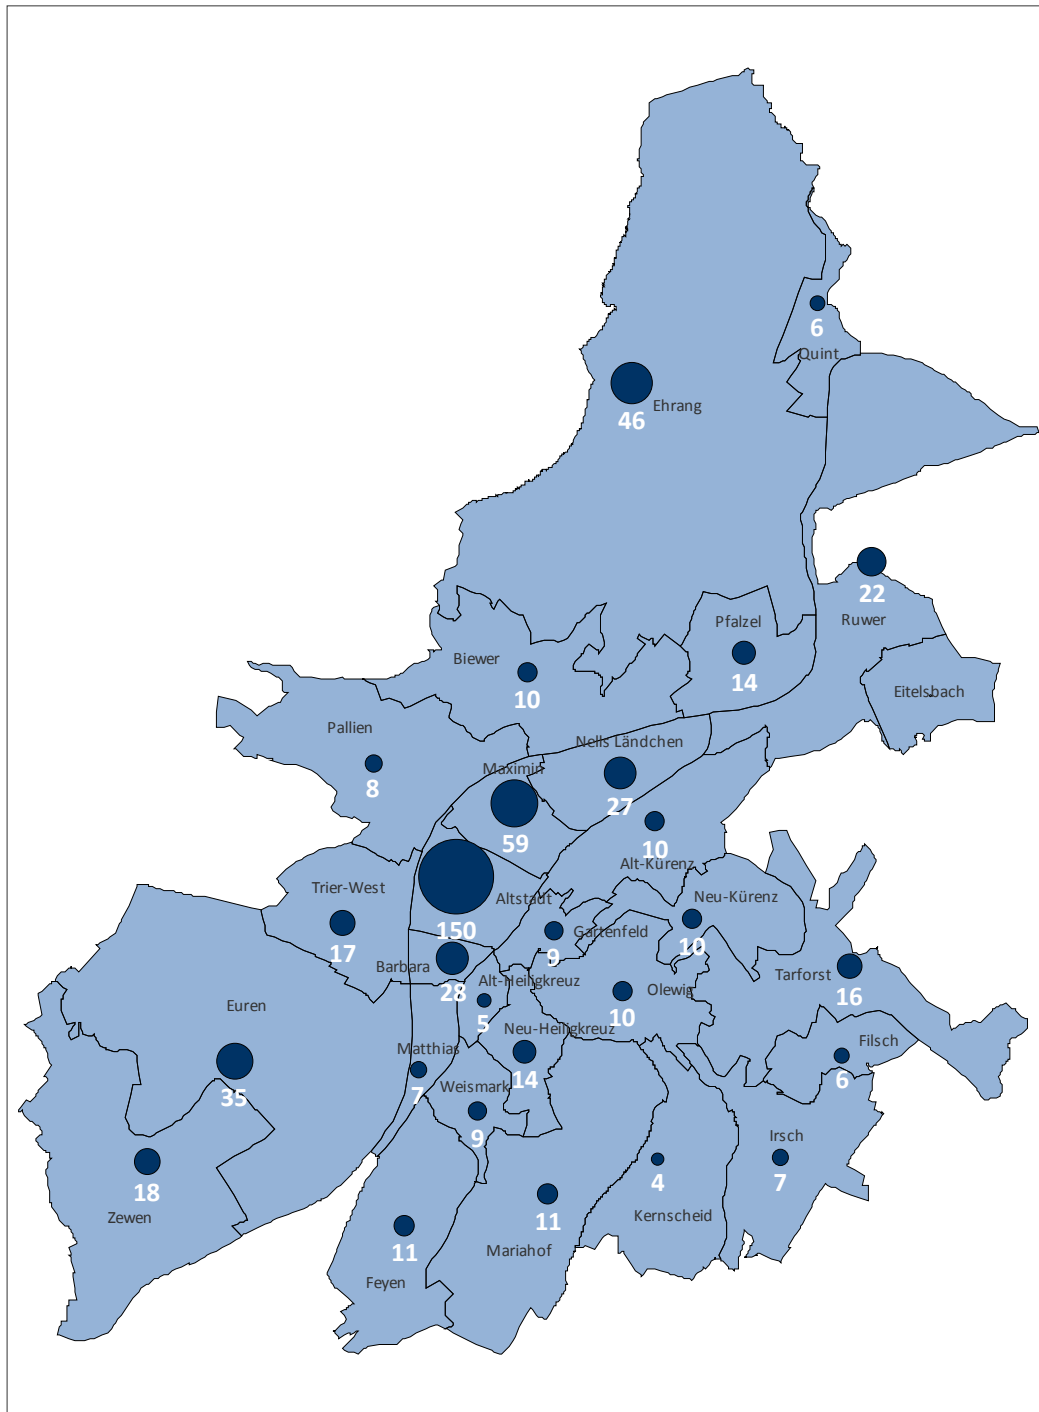 6
Quint
Ehrang
46
22
Ruwer
Pfalzel
14
Biewer
10
Eitelsbach
Pallien
8
Nells Ländchen
27
Maximin
59
10
Alt-Kürenz
Trier-West
17
Altstadt
150
Neu-Kürenz
10
Gartenfeld
9
Barbara
28
Tarforst
16
Alt-Heiligkreuz
5
Olewig
10
Euren
35
Neu-Heiligkreuz
14
Filsch
6
Matthias
7
Weismark
9
Irsch
7
18
Zewen
4
Kernscheid
11
Mariahof
11
Feyen